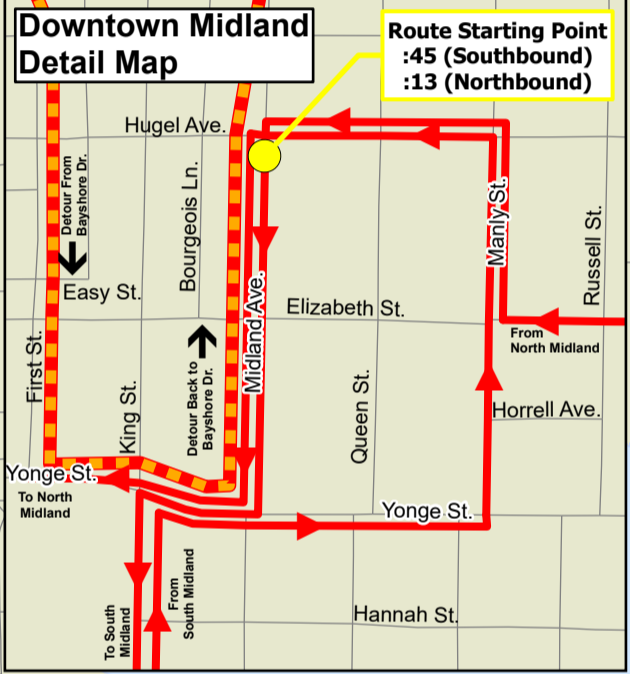 Downtown Midland
Detail Map
Route Starting Point
:45 (Southbound)
:13 (Northbound)
Hugel Ave.
Detour From
Bayshore Dr.
Bourgeois Ln.
Manly St.
Russell St.
Easy St.
Midland Ave.
Elizabeth St.
From
North Midland
First St.
King St.
Detour Back to
Bayshore Dr.
Queen St.
Horrell Ave.
Yonge St.
To North
Midland
Yonge St.
To South
Midland
From
South Midland
Hannah St.